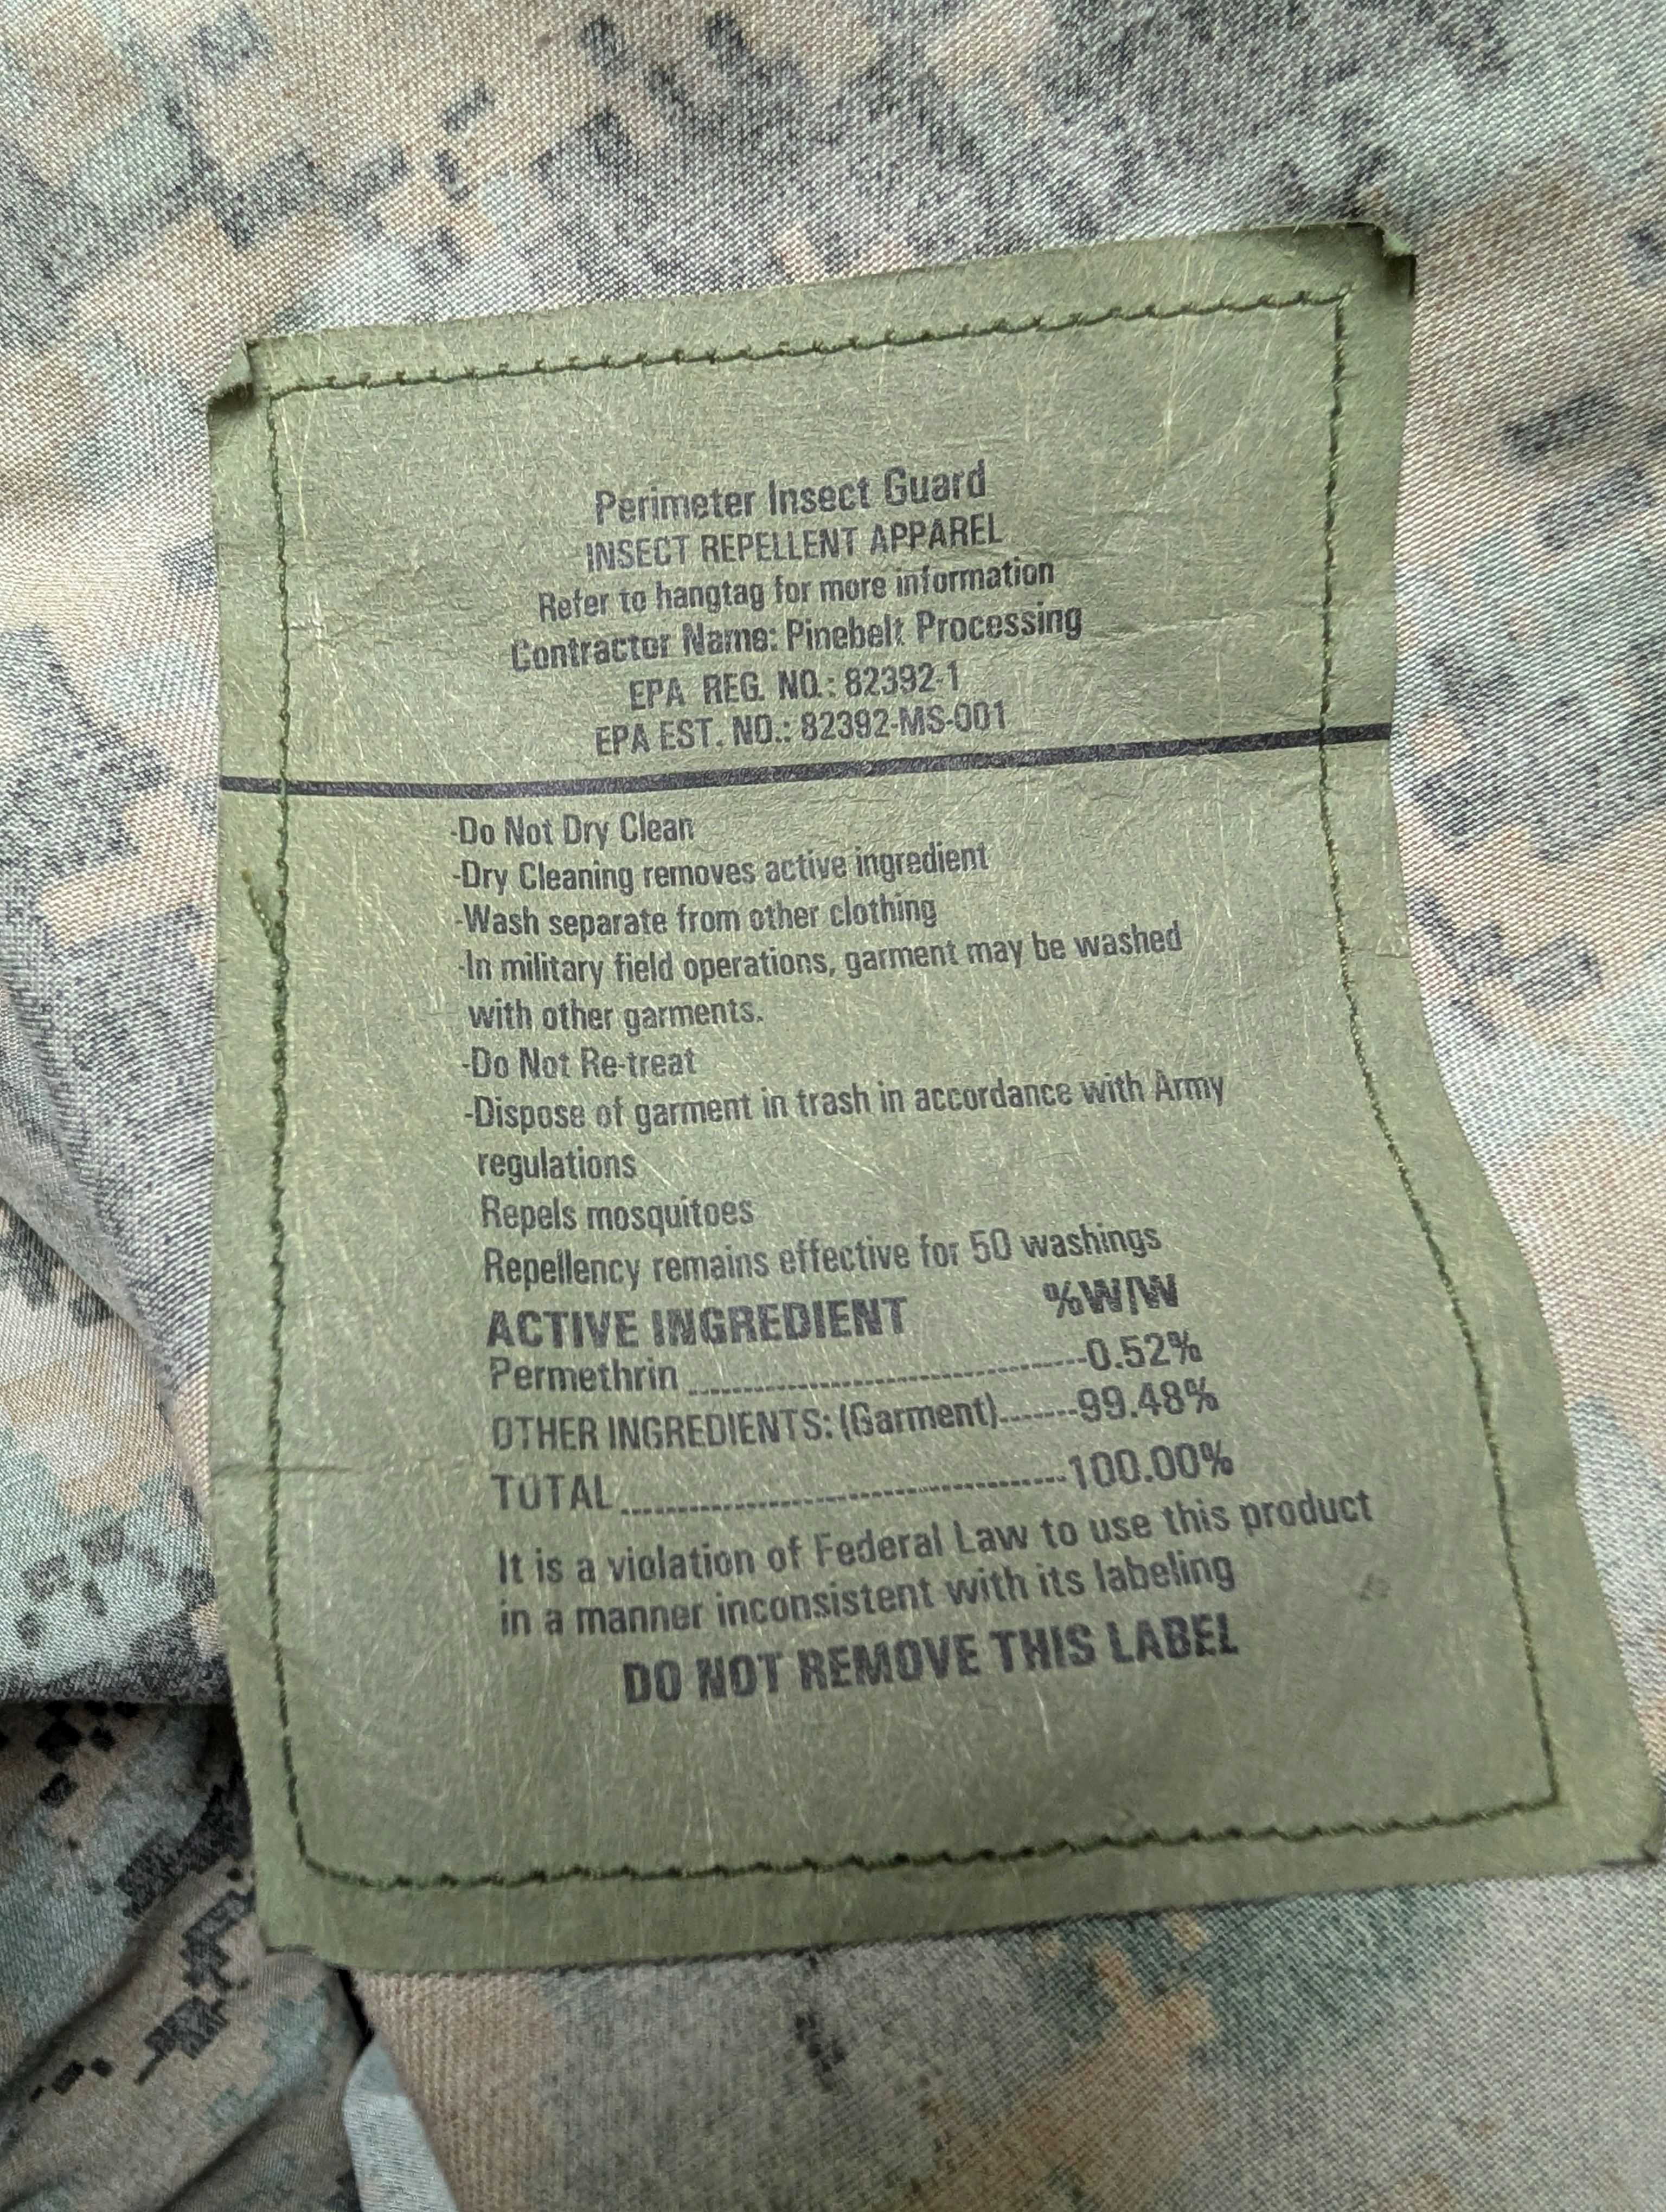 Perimeter Insect Guard
INSECT REPELLENT APPAREL
Refer to hangtag for more information
Contractor Name: Pinebelt Processing
EPA REG. NO.: 82392-1
EPA EST. NO.: 82392-MS-001
-Do Not Dry Clean
-Dry Cleaning removes active ingredient
-Wash separate from other clothing
-In military field operations, garment may be washed
with other garments.
-Do Not Re-treat
-Dispose of garment in trash in accordance with Army
regulations
Repels mosquitoes
Repellency remains effective for 50 washings
ACTIVE INGREDIENT %W/W
Permethrin ................................0.52%
OTHER INGREDIENTS: (Garment).......99.48%
TOTAL........................................100.00%
It is a violation of Federal Law to use this product
in a manner inconsistent with its labeling
DO NOT REMOVE THIS LABEL